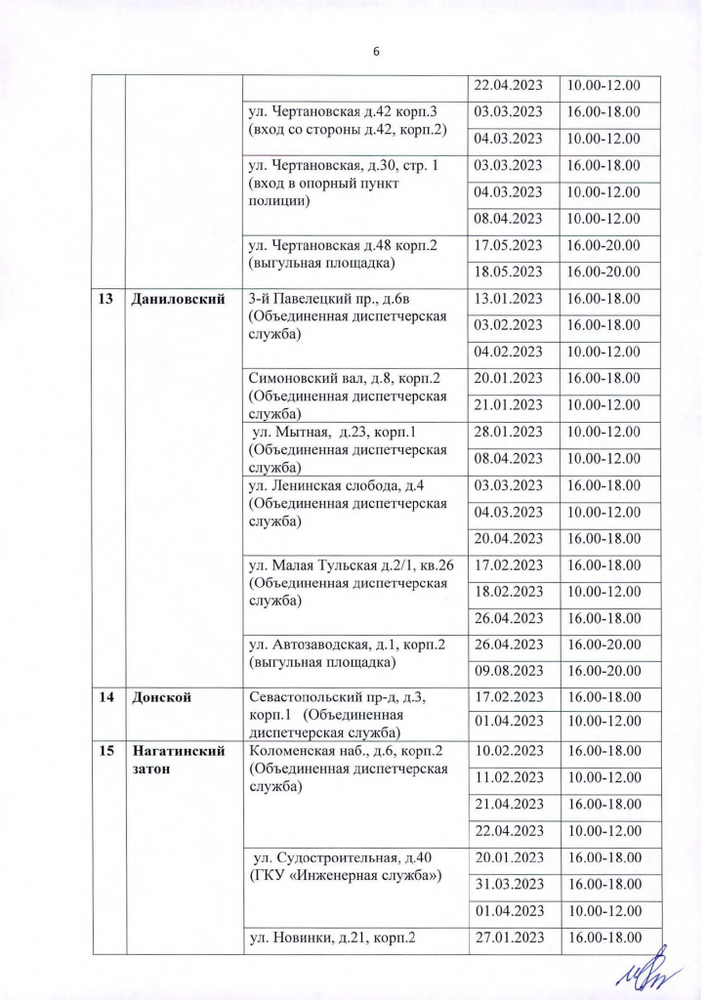 6
22.04.2023 10.00-12.00
ул. Чертановская д.42 корп.3 03.03.2023 16.00-18.00
(вход со стороны д.42, корп.2) 04.03.2023 10.00-12.00
ул. Чертановская, д.30, стр. 1 03.03.2023 16.00-18.00
(вход в опорный пункт 04.03.2023 10.00-12.00
полиции) 08.04.2023 10.00-12.00
ул. Чертановская д.48 корп.2 17.05.2023 16.00-20.00
(выгульная площадка) 18.05.2023 16.00-20.00
13 Даниловский 3-й Павелецкий пр., д.6в 13.01.2023 16.00-18.00
(Объединенная диспетчерская 03.02.2023 16.00-18.00
служба) 04.02.2023 10.00-12.00
Симоновский вал, д.8, корп.2 20.01.2023 16.00-18.00
(Объединенная диспетчерская 21.01.2023 10.00-12.00
служба)
ул. Мытная, д.23, корп.1 28.01.2023 10.00-12.00
(Объединенная диспетчерская 08.04.2023 10.00-12.00
служба)
ул. Ленинская слобода, д.4 03.03.2023 16.00-18.00
(Объединенная диспетчерская 04.03.2023 10.00-12.00
служба) 20.04.2023 16.00-18.00
ул. Малая Тульская д.2/1, кв.26 17.02.2023 16.00-18.00
(Объединенная диспетчерская 18.02.2023 10.00-12.00
служба) 26.04.2023 16.00-18.00
ул. Автозаводская, д.1, корп.2 26.04.2023 16.00-20.00
(выгульная площадка) 09.08.2023 16.00-20.00
14 Донской Севастопольский пр-д, д.3, 17.02.2023 16.00-18.00
корп.1 (Объединенная 01.04.2023 10.00-12.00
диспетчерская служба)
15 Нагатинский Коломенская наб., д.6, корп.2 10.02.2023 16.00-18.00
затон (Объединенная диспетчерская 11.02.2023 10.00-12.00
служба) 21.04.2023 16.00-18.00
22.04.2023 10.00-12.00
ул. Судостроительная, д.40 20.01.2023 16.00-18.00
(ГКУ «Инженерная служба») 31.03.2023 16.00-18.00
01.04.2023 10.00-12.00
ул. Новинки, д.21, корп.2 27.01.2023 16.00-18.00